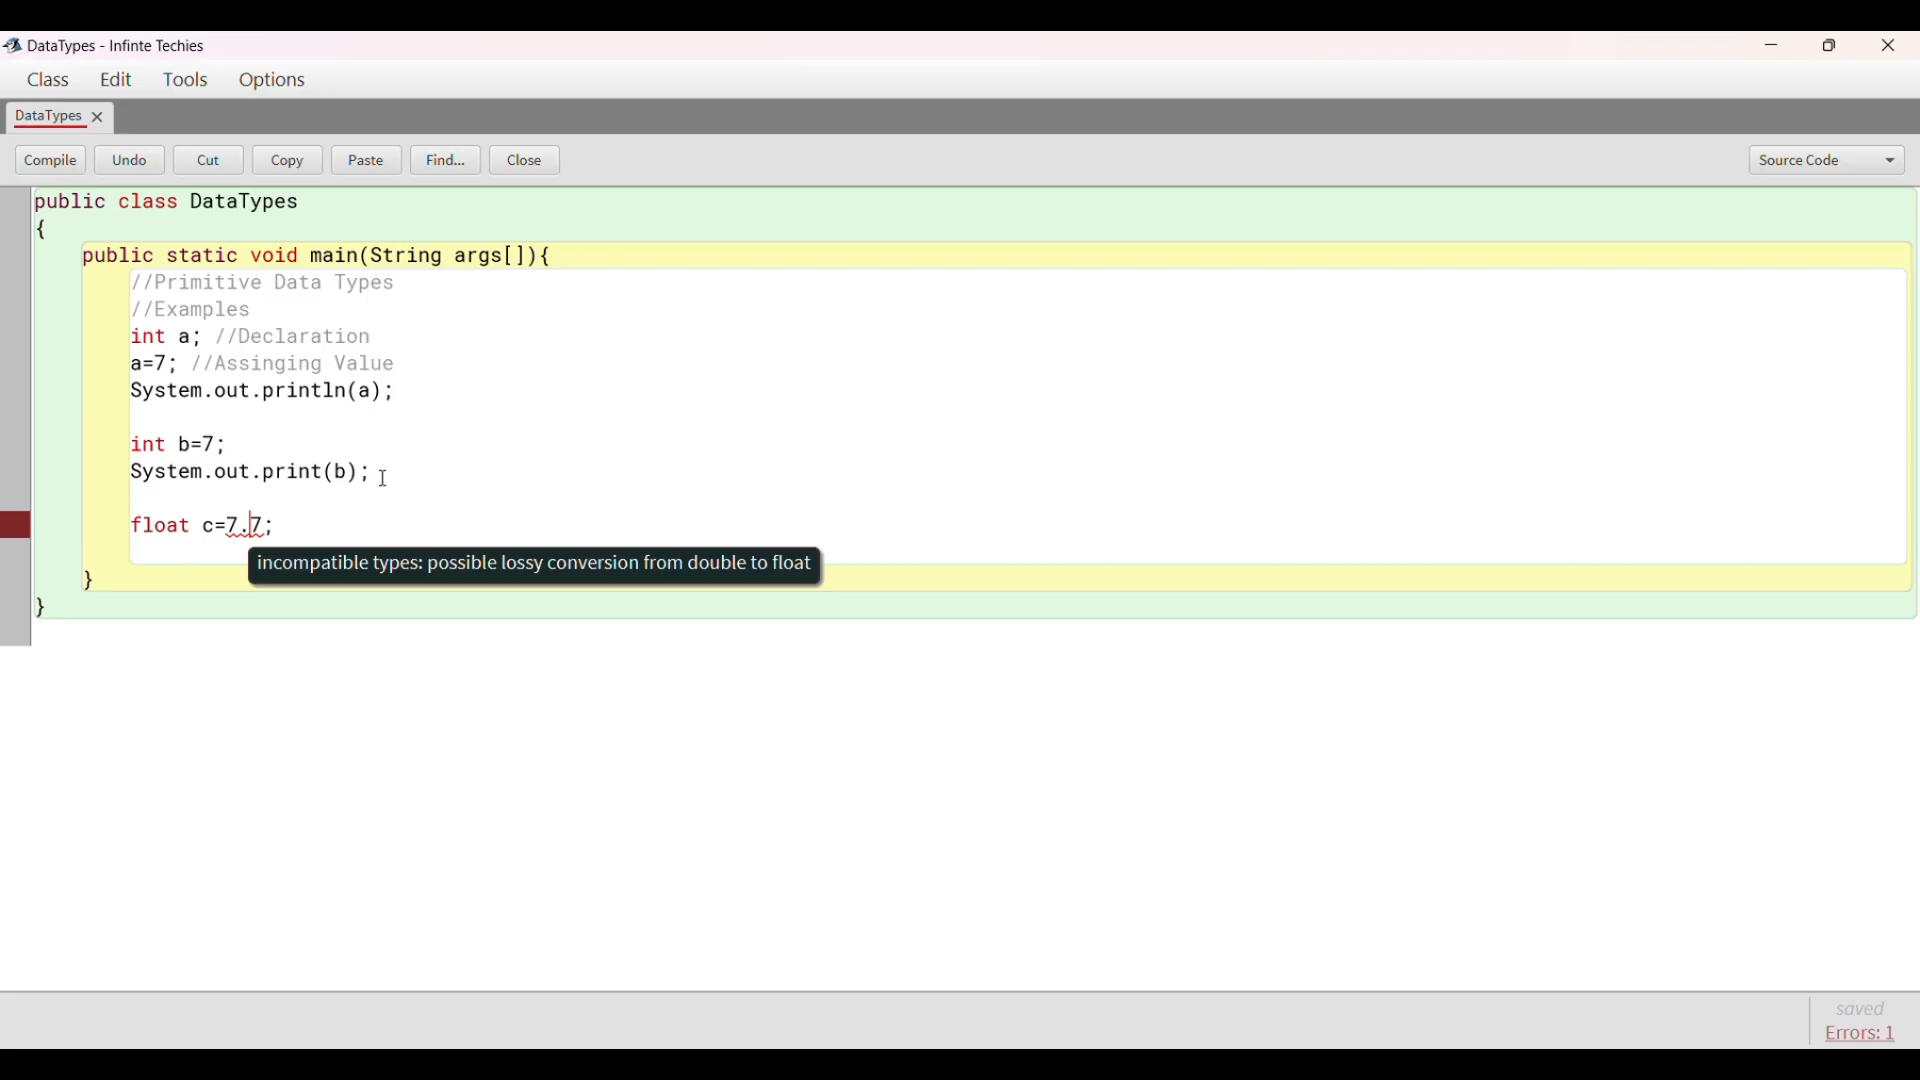 DataTypes - Infinte Techies
Class Edit Tools Options
DataTypes
Compile Undo Cut Copy Paste Find... Close Source Code
public class DataTypes
{
public static void main(String args[]){
//Primitive Data Types
//Examples
int a; //Declaration
a=7; //Assinging Value
System.out.println(a);
int b=7;
System.out.print(b);
float c=7.7;
incompatible types: possible lossy conversion from double to float
}
}
saved
Errors: 1